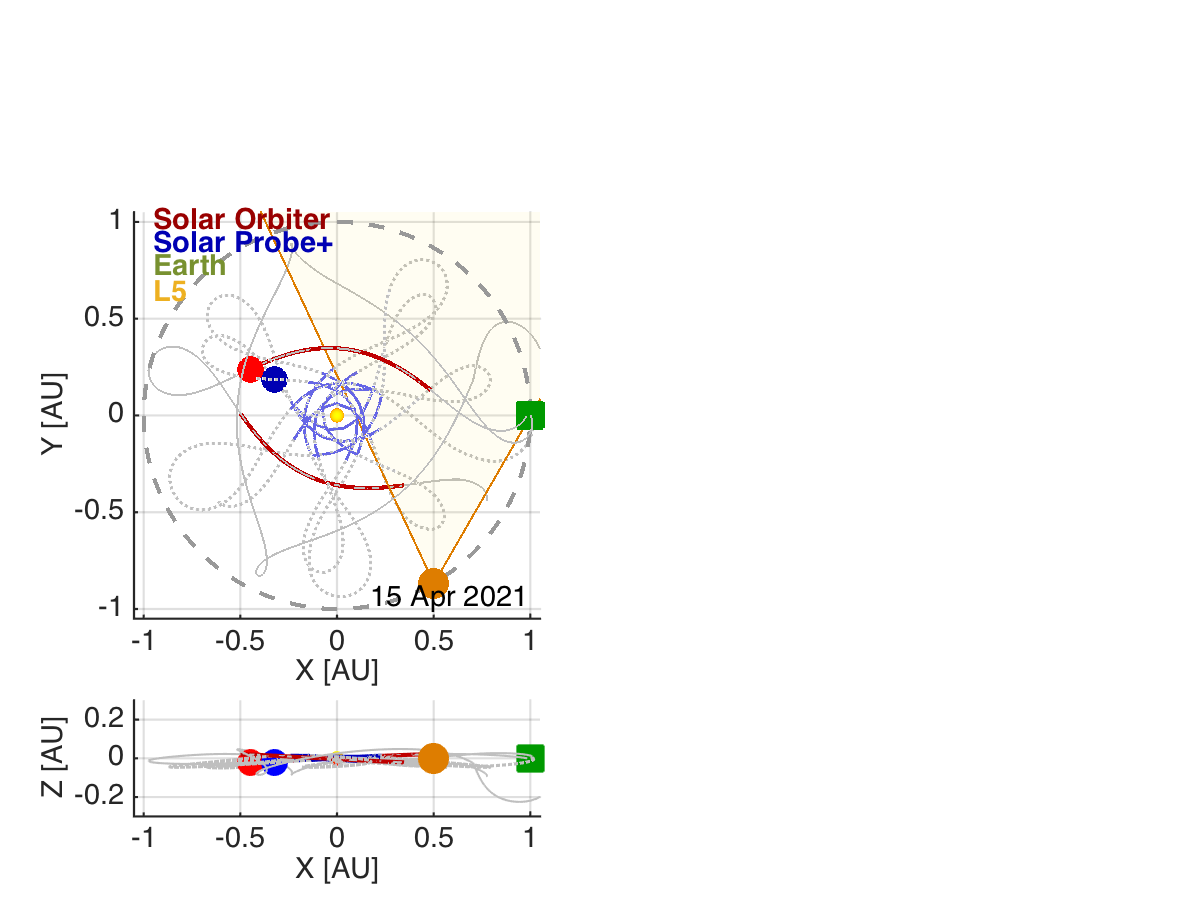 Solar Orbiter
Solar Probe+
Earth
L5
1
0.5
0
-0.5
-1
Y [AU]
15 Apr 2021
-1 -0.5 0 0.5 1
X [AU]
0.2
0
-0.2
Z [AU]
-1 -0.5 0 0.5 1
X [AU]